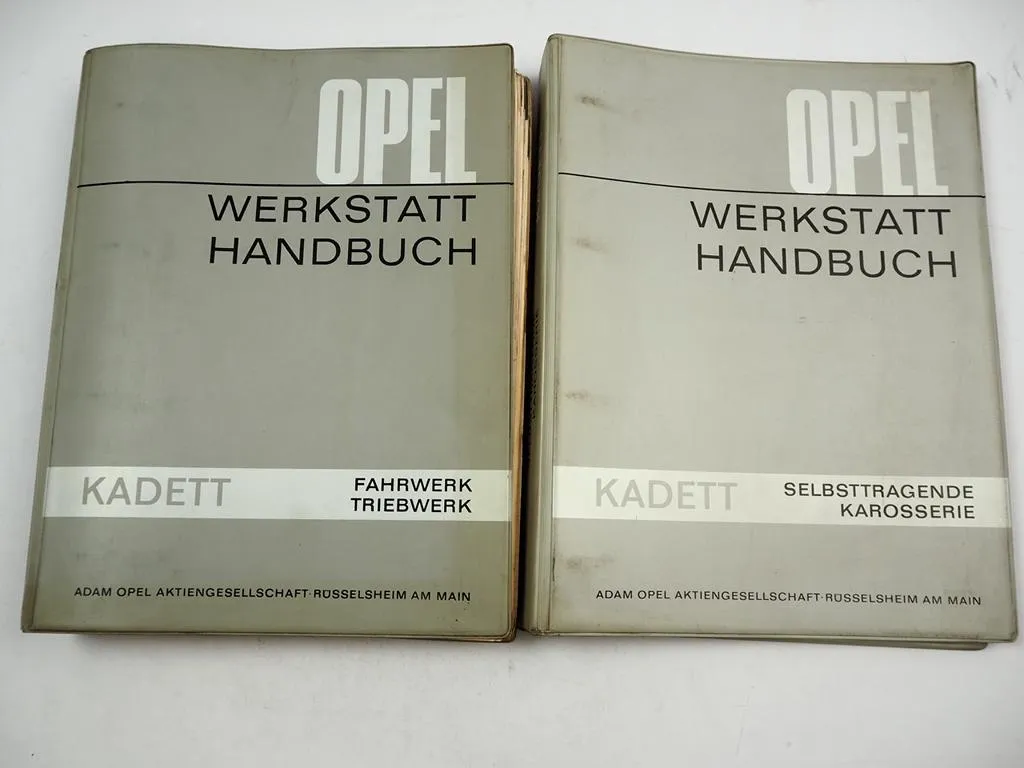 OPEL
WERKSTATT
HANDBUCH
KADETT
FAHRWERK
TRIEBWERK
ADAM OPEL AKTIENGESELLSCHAFT·RÜSSELSHEIM AM MAIN
OPEL
WERKSTATT
HANDBUCH
KADETT
SELBSTTRAGENDE
KAROSSERIE
ADAM OPEL AKTIENGESELLSCHAFT·RÜSSELSHEIM AM MAIN